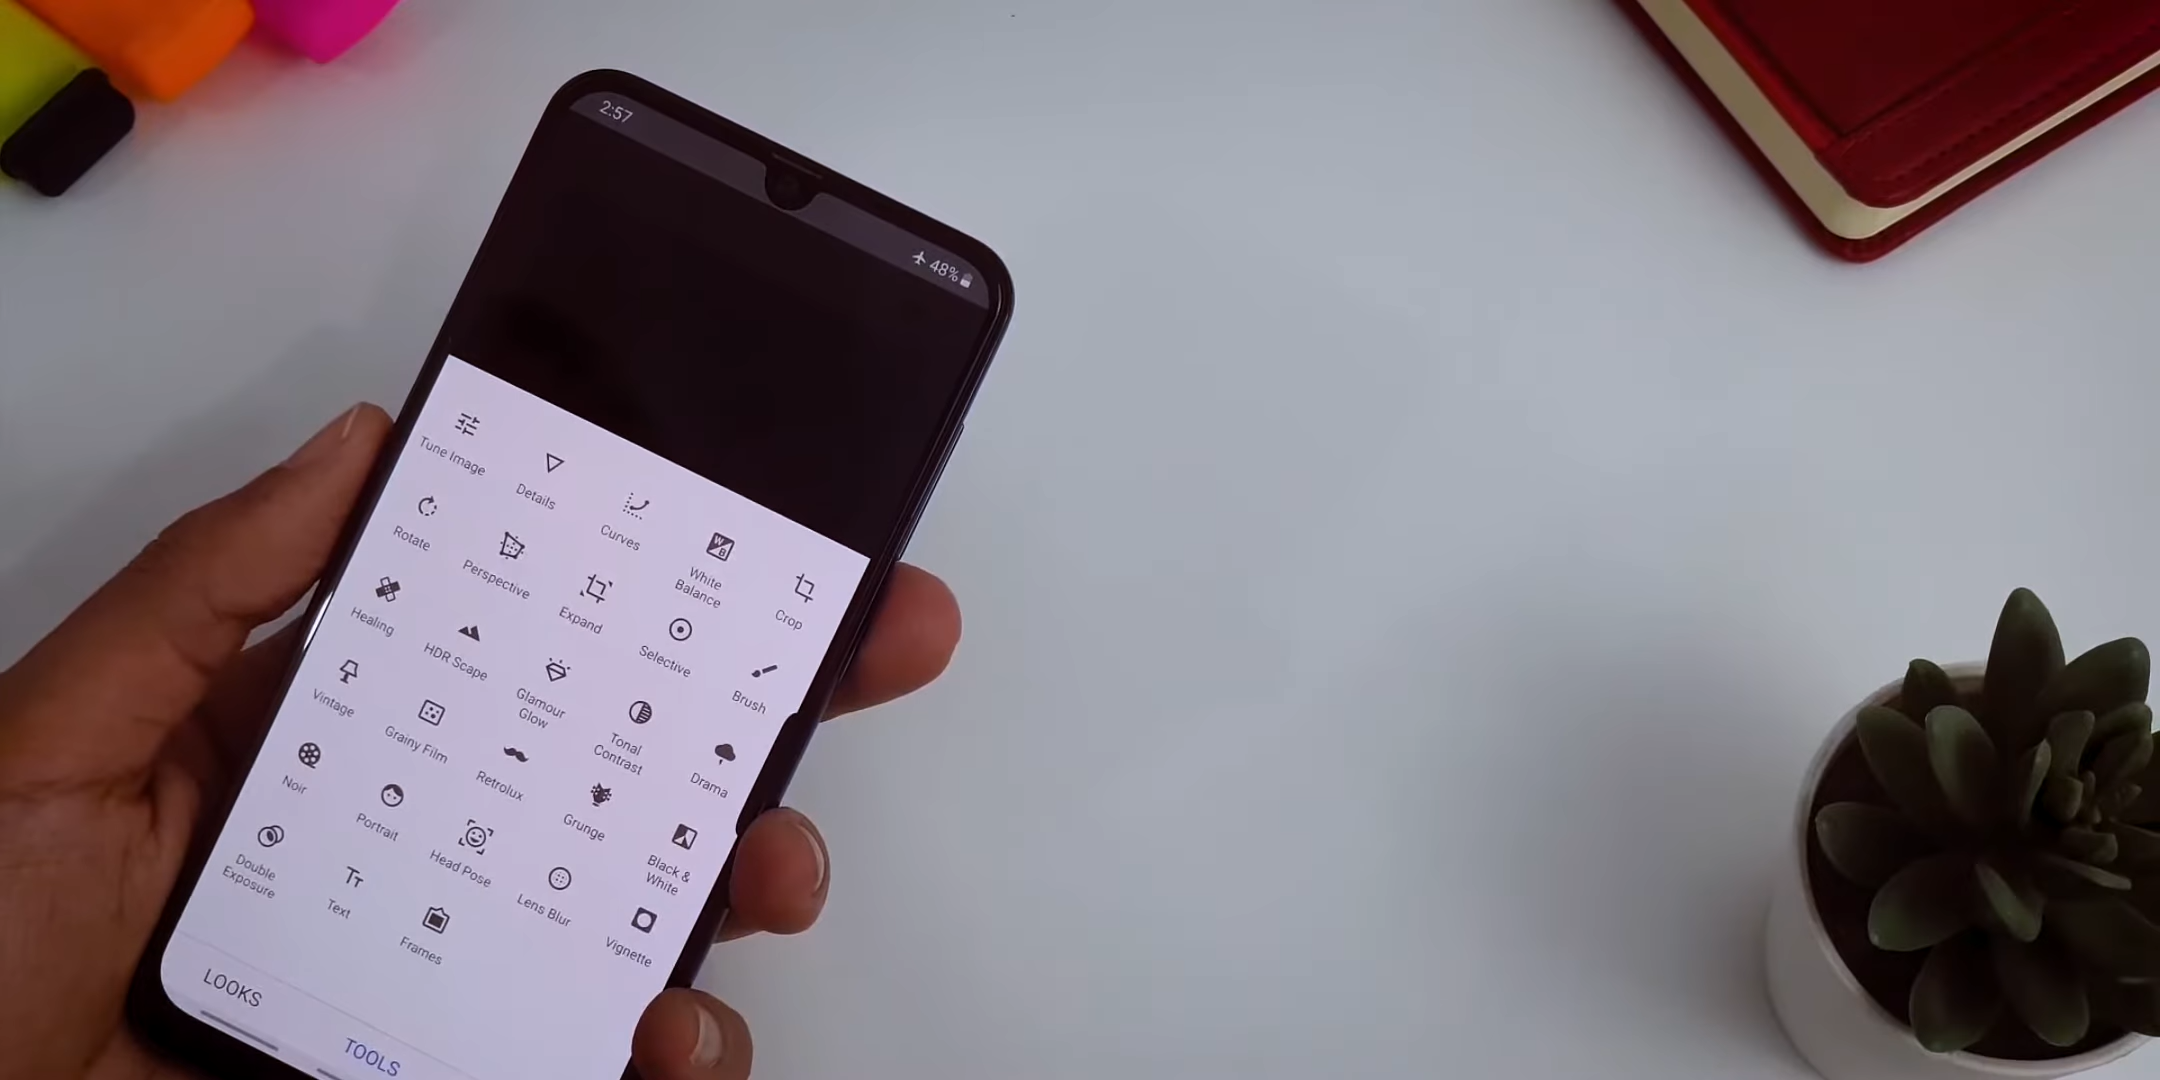 2:57
48%
Tune Image
Details
Curves
White
Balance
Crop
Rotate
Perspective
Expand
Selective
Brush
Healing
HDR Scape
Glamour
Glow
Tonal
Contrast
Drama
Vintage
Grainy Film
Retrolux
Grunge
Black &
White
Noir
Portrait
Head Pose
Lens Blur
Vignette
Double
Exposure
Text
Frames
LOOKS
TOOLS